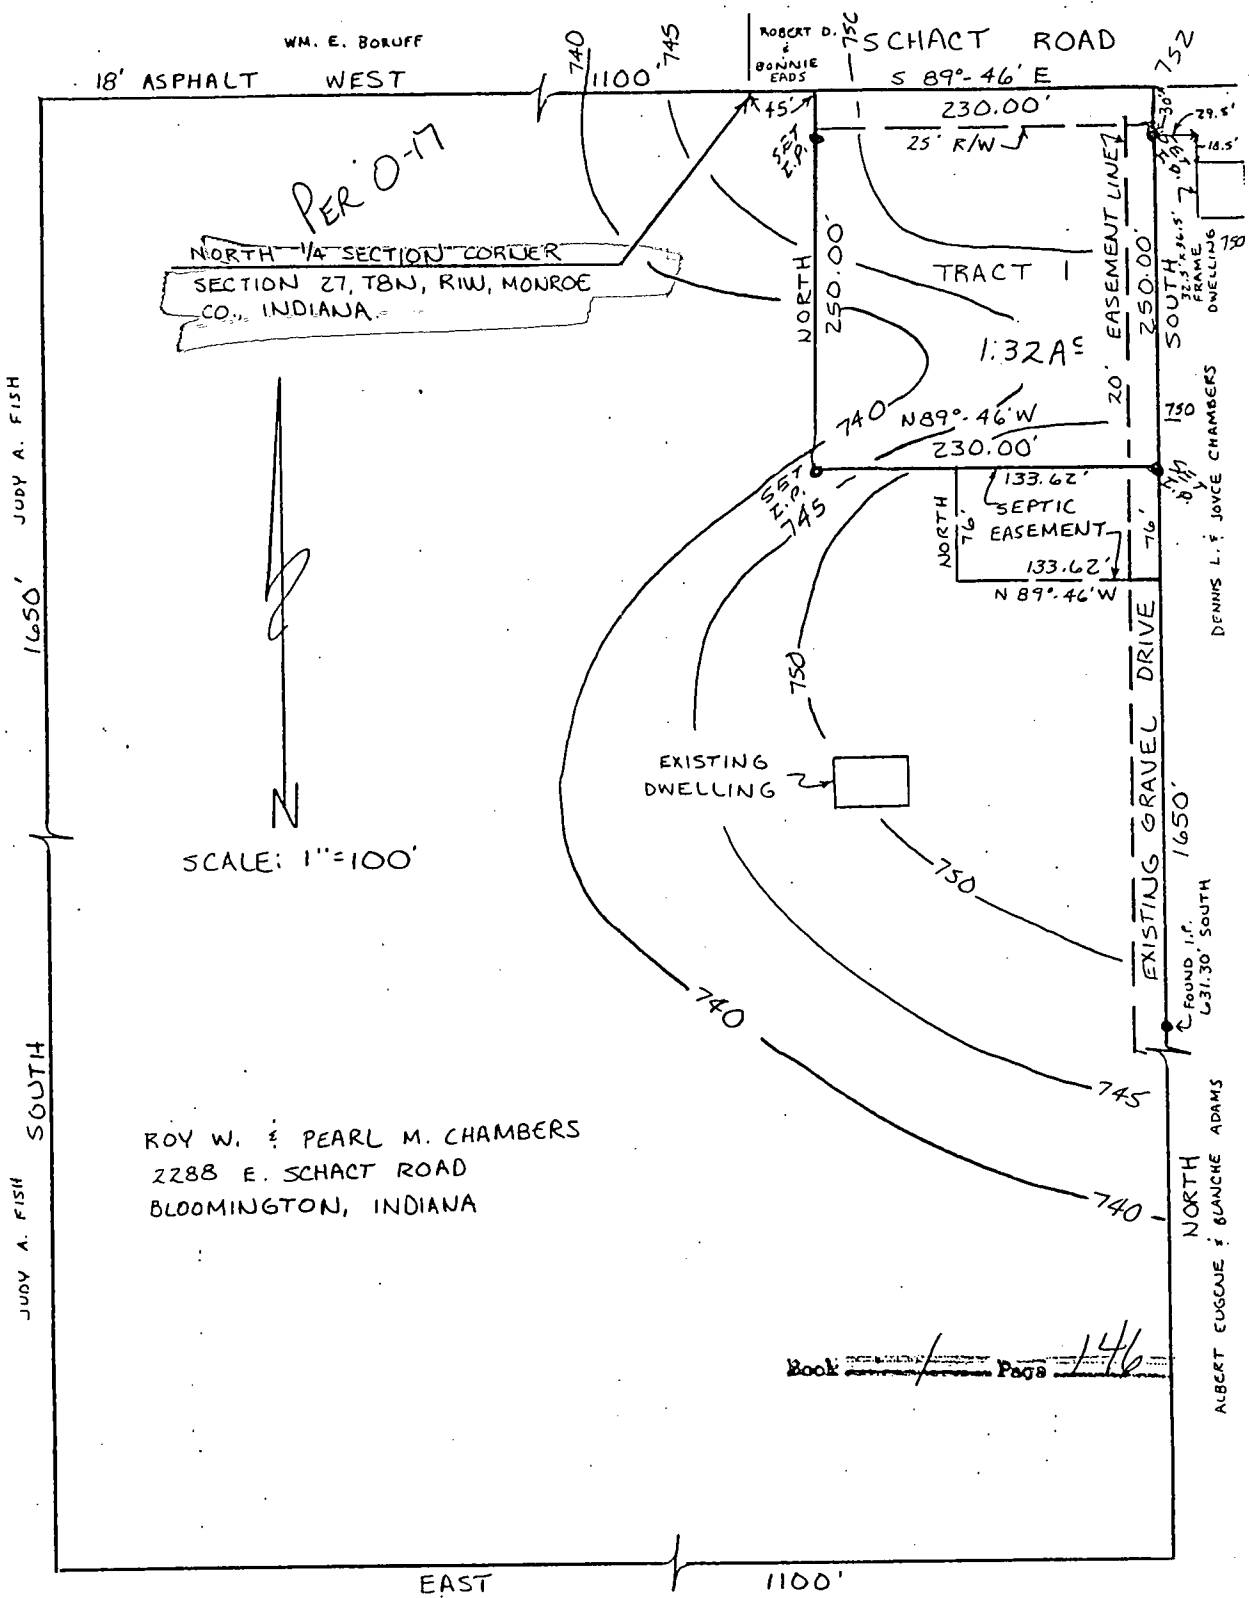 WM. E. BORUFF
740
745
ROBERT D.
&
BONNIE
EADS
750
SCHACT ROAD
752
18' ASPHALT WEST
1100'
S 89°-46' E
45'
230.00'
30'
29.5'
SET
I.P.
25' R/W
18.5'
PER O-17
NORTH 1/4 SECTION CORNER
SECTION 27, T8N, R1W, MONROE
CO., INDIANA
NORTH
250.00'
TRACT 1
1.32 AC
20' EASEMENT LINE
250.00'
SOUTH
32.5' x 36.5'
FRAME
DWELLING
750
JUDY A. FISH
1650'
740
N 89°-46' W
230.00'
750
DENNIS L. & JOYCE CHAMBERS
SET
I.P.
745
133.62'
SEPTIC
EASEMENT
NORTH
76'
76'
133.62'
N 89°-46' W
750
EXISTING
DWELLING
N
SCALE: 1"=100'
EXISTING GRAVEL DRIVE
1650'
750
FOUND I.P.
631.30' SOUTH
740
745
SOUTH
JUDY A. FISH
ROY W. & PEARL M. CHAMBERS
2288 E. SCHACT ROAD
BLOOMINGTON, INDIANA
740
NORTH
ALBERT EUGENE & BLANCHE ADAMS
Book 1 Page 146
EAST
1100'